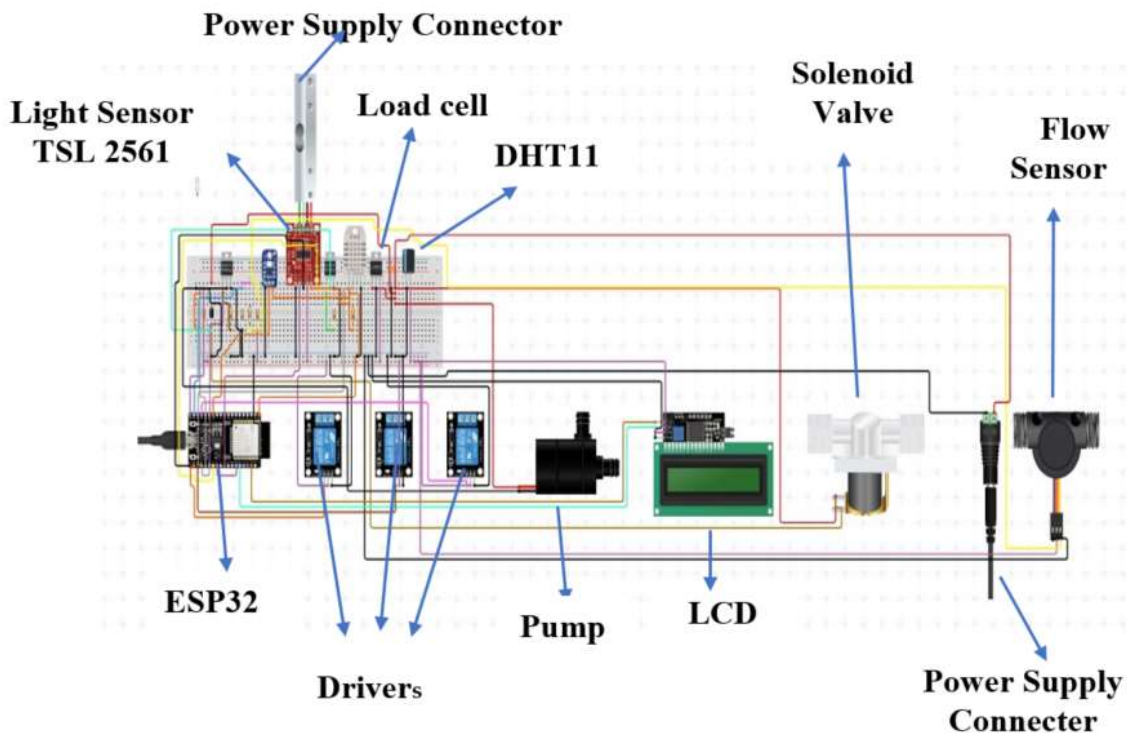 Power Supply Connector
Light Sensor
TSL 2561
Load cell
DHT11
Solenoid
Valve
Flow
Sensor
ESP32
Drivers
Pump
LCD
Power Supply
Connecter